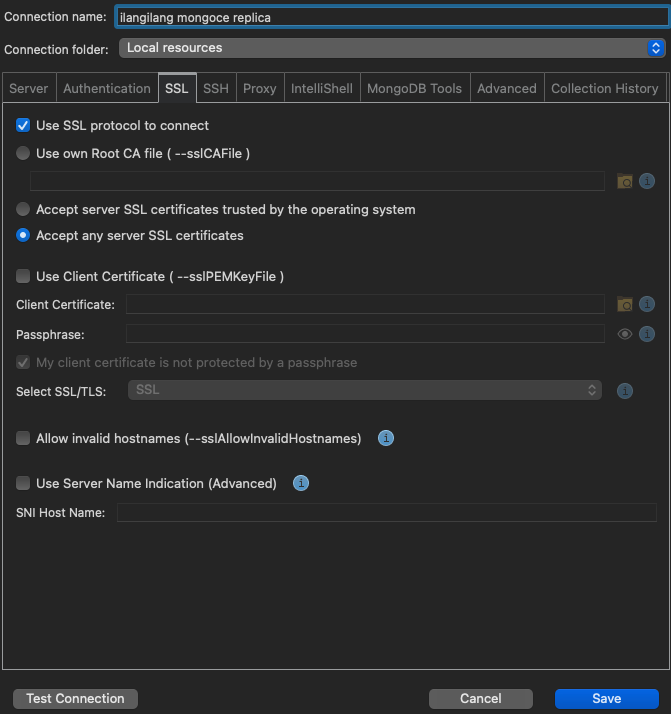 Connection name: ilangilang mongoce replica
Connection folder: Local resources
Server Authentication SSL SSH Proxy IntelliShell MongoDB Tools Advanced Collection History
Use SSL protocol to connect
Use own Root CA file ( --sslCAFile )
Accept server SSL certificates trusted by the operating system
Accept any server SSL certificates
Use Client Certificate ( --sslPEMKeyFile )
Client Certificate:
Passphrase:
My client certificate is not protected by a passphrase
Select SSL/TLS: SSL
Allow invalid hostnames (--sslAllowInvalidHostnames)
Use Server Name Indication (Advanced)
SNI Host Name:
Test Connection Cancel Save